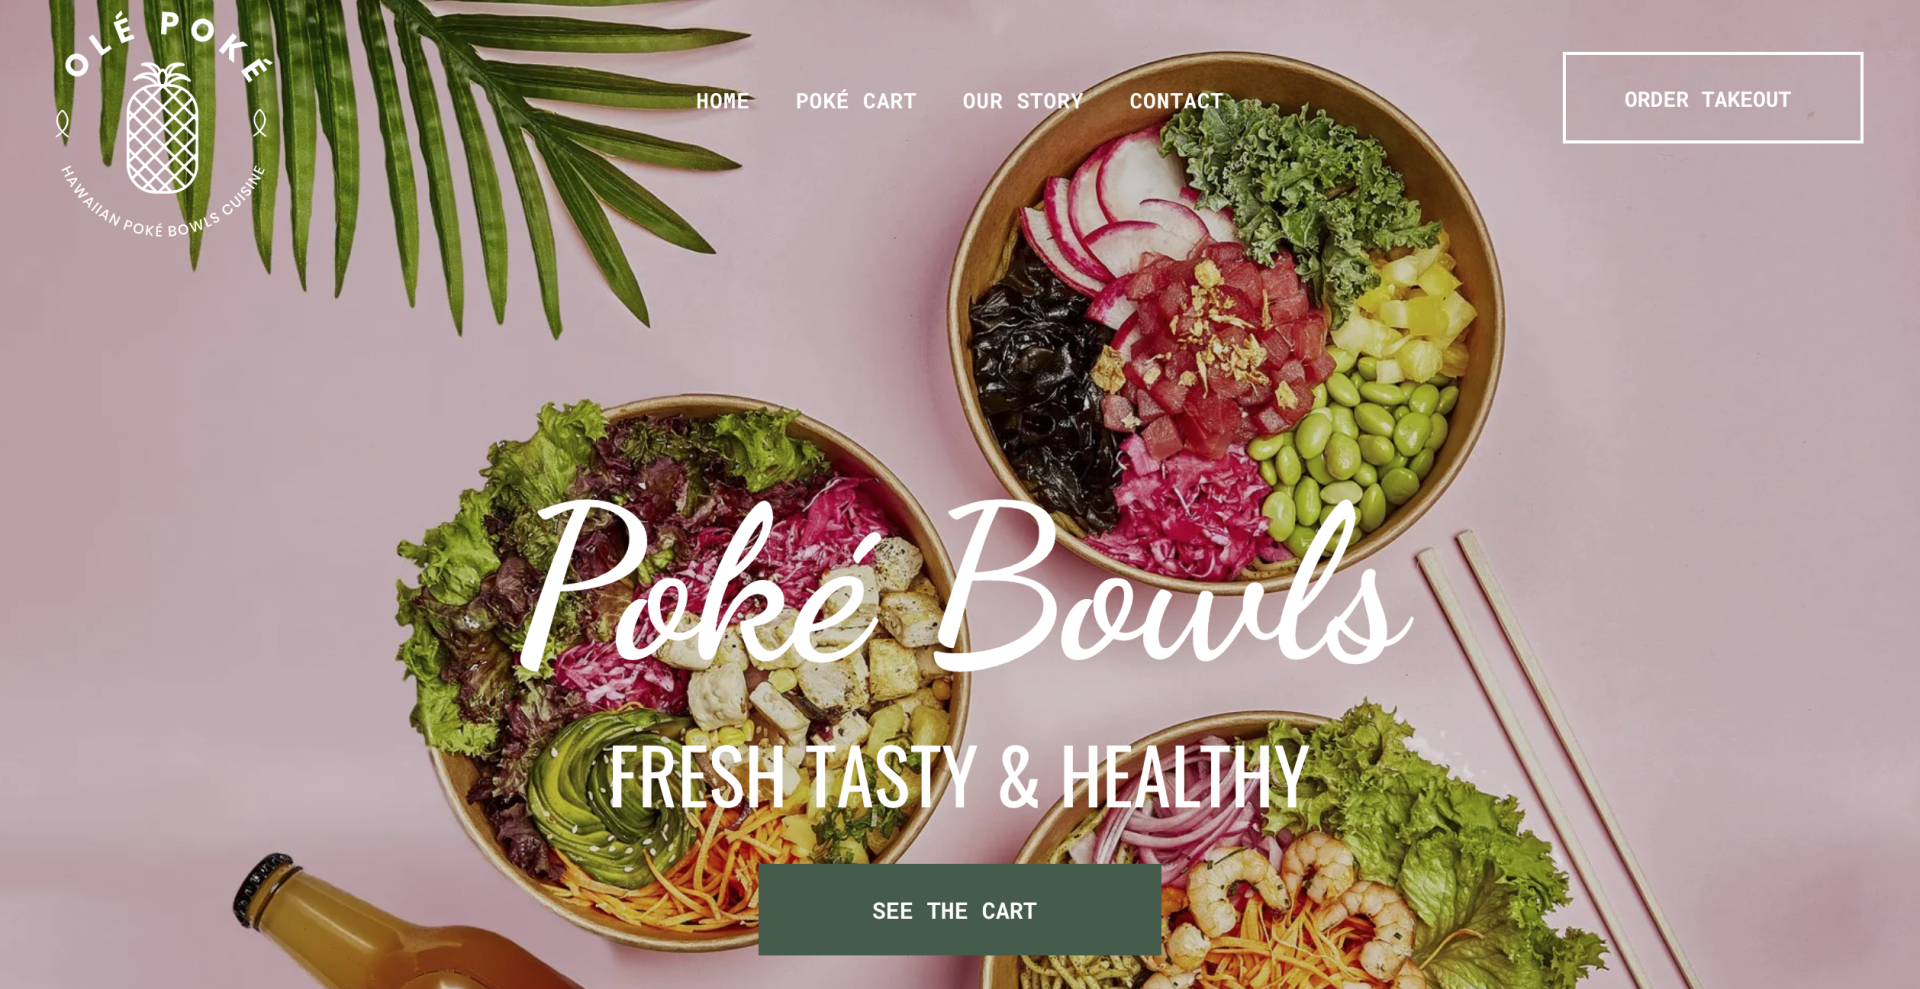 OLÉ POKÉ
HAWAIIAN POKÉ BOWLS CUISINE
HOME
POKÉ CART
OUR STORY
CONTACT
ORDER TAKEOUT
Poké Bowls
FRESH TASTY & HEALTHY
SEE THE CART